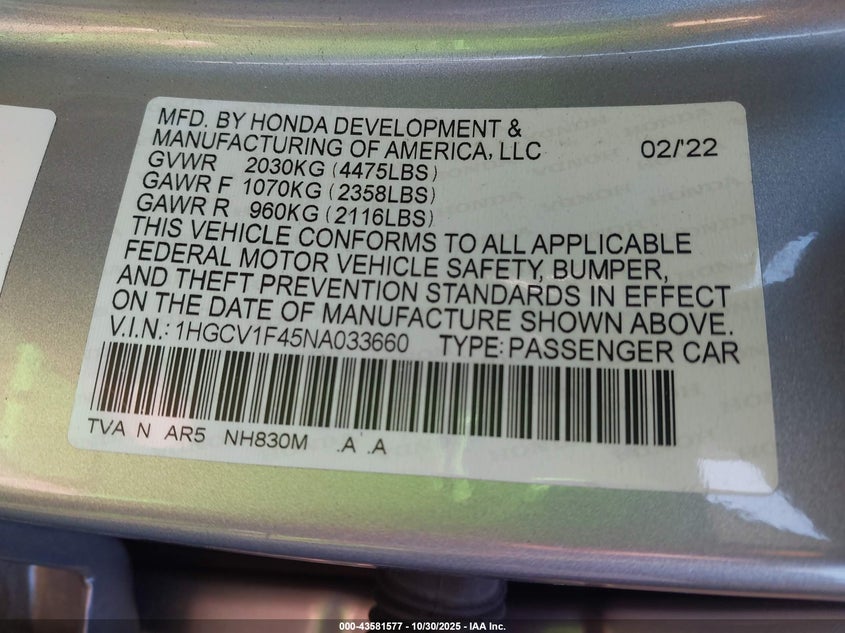 MFD. BY HONDA DEVELOPMENT &
MANUFACTURING OF AMERICA, LLC 02/'22
GVWR 2030KG (4475LBS)
GAWR F 1070KG (2358LBS)
GAWR R 960KG (2116LBS)
THIS VEHICLE CONFORMS TO ALL APPLICABLE
FEDERAL MOTOR VEHICLE SAFETY, BUMPER,
AND THEFT PREVENTION STANDARDS IN EFFECT
ON THE DATE OF MANUFACTURE SHOWN ABOVE.
V.I.N.: 1HGCV1F45NA033660 TYPE: PASSENGER CAR
TVA N AR5 NH830M .A .A
000-43581577 - 10/30/2025 - IAA Inc.